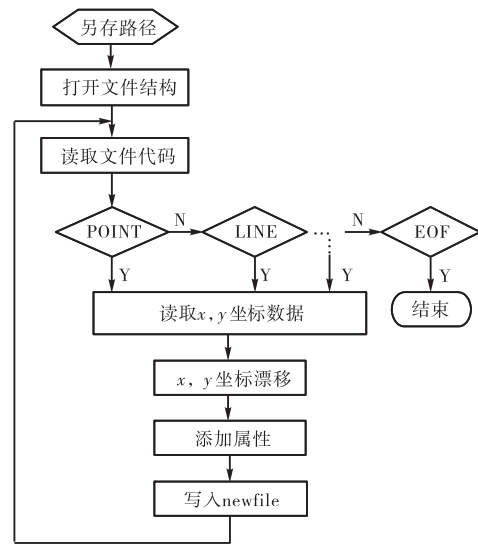 另存路径
打开文件结构
读取文件代码
POINT
N
LINE
...
N
EOF
Y
Y
Y
Y
读取x,y坐标数据
结束
x, y坐标漂移
添加属性
写入newfile